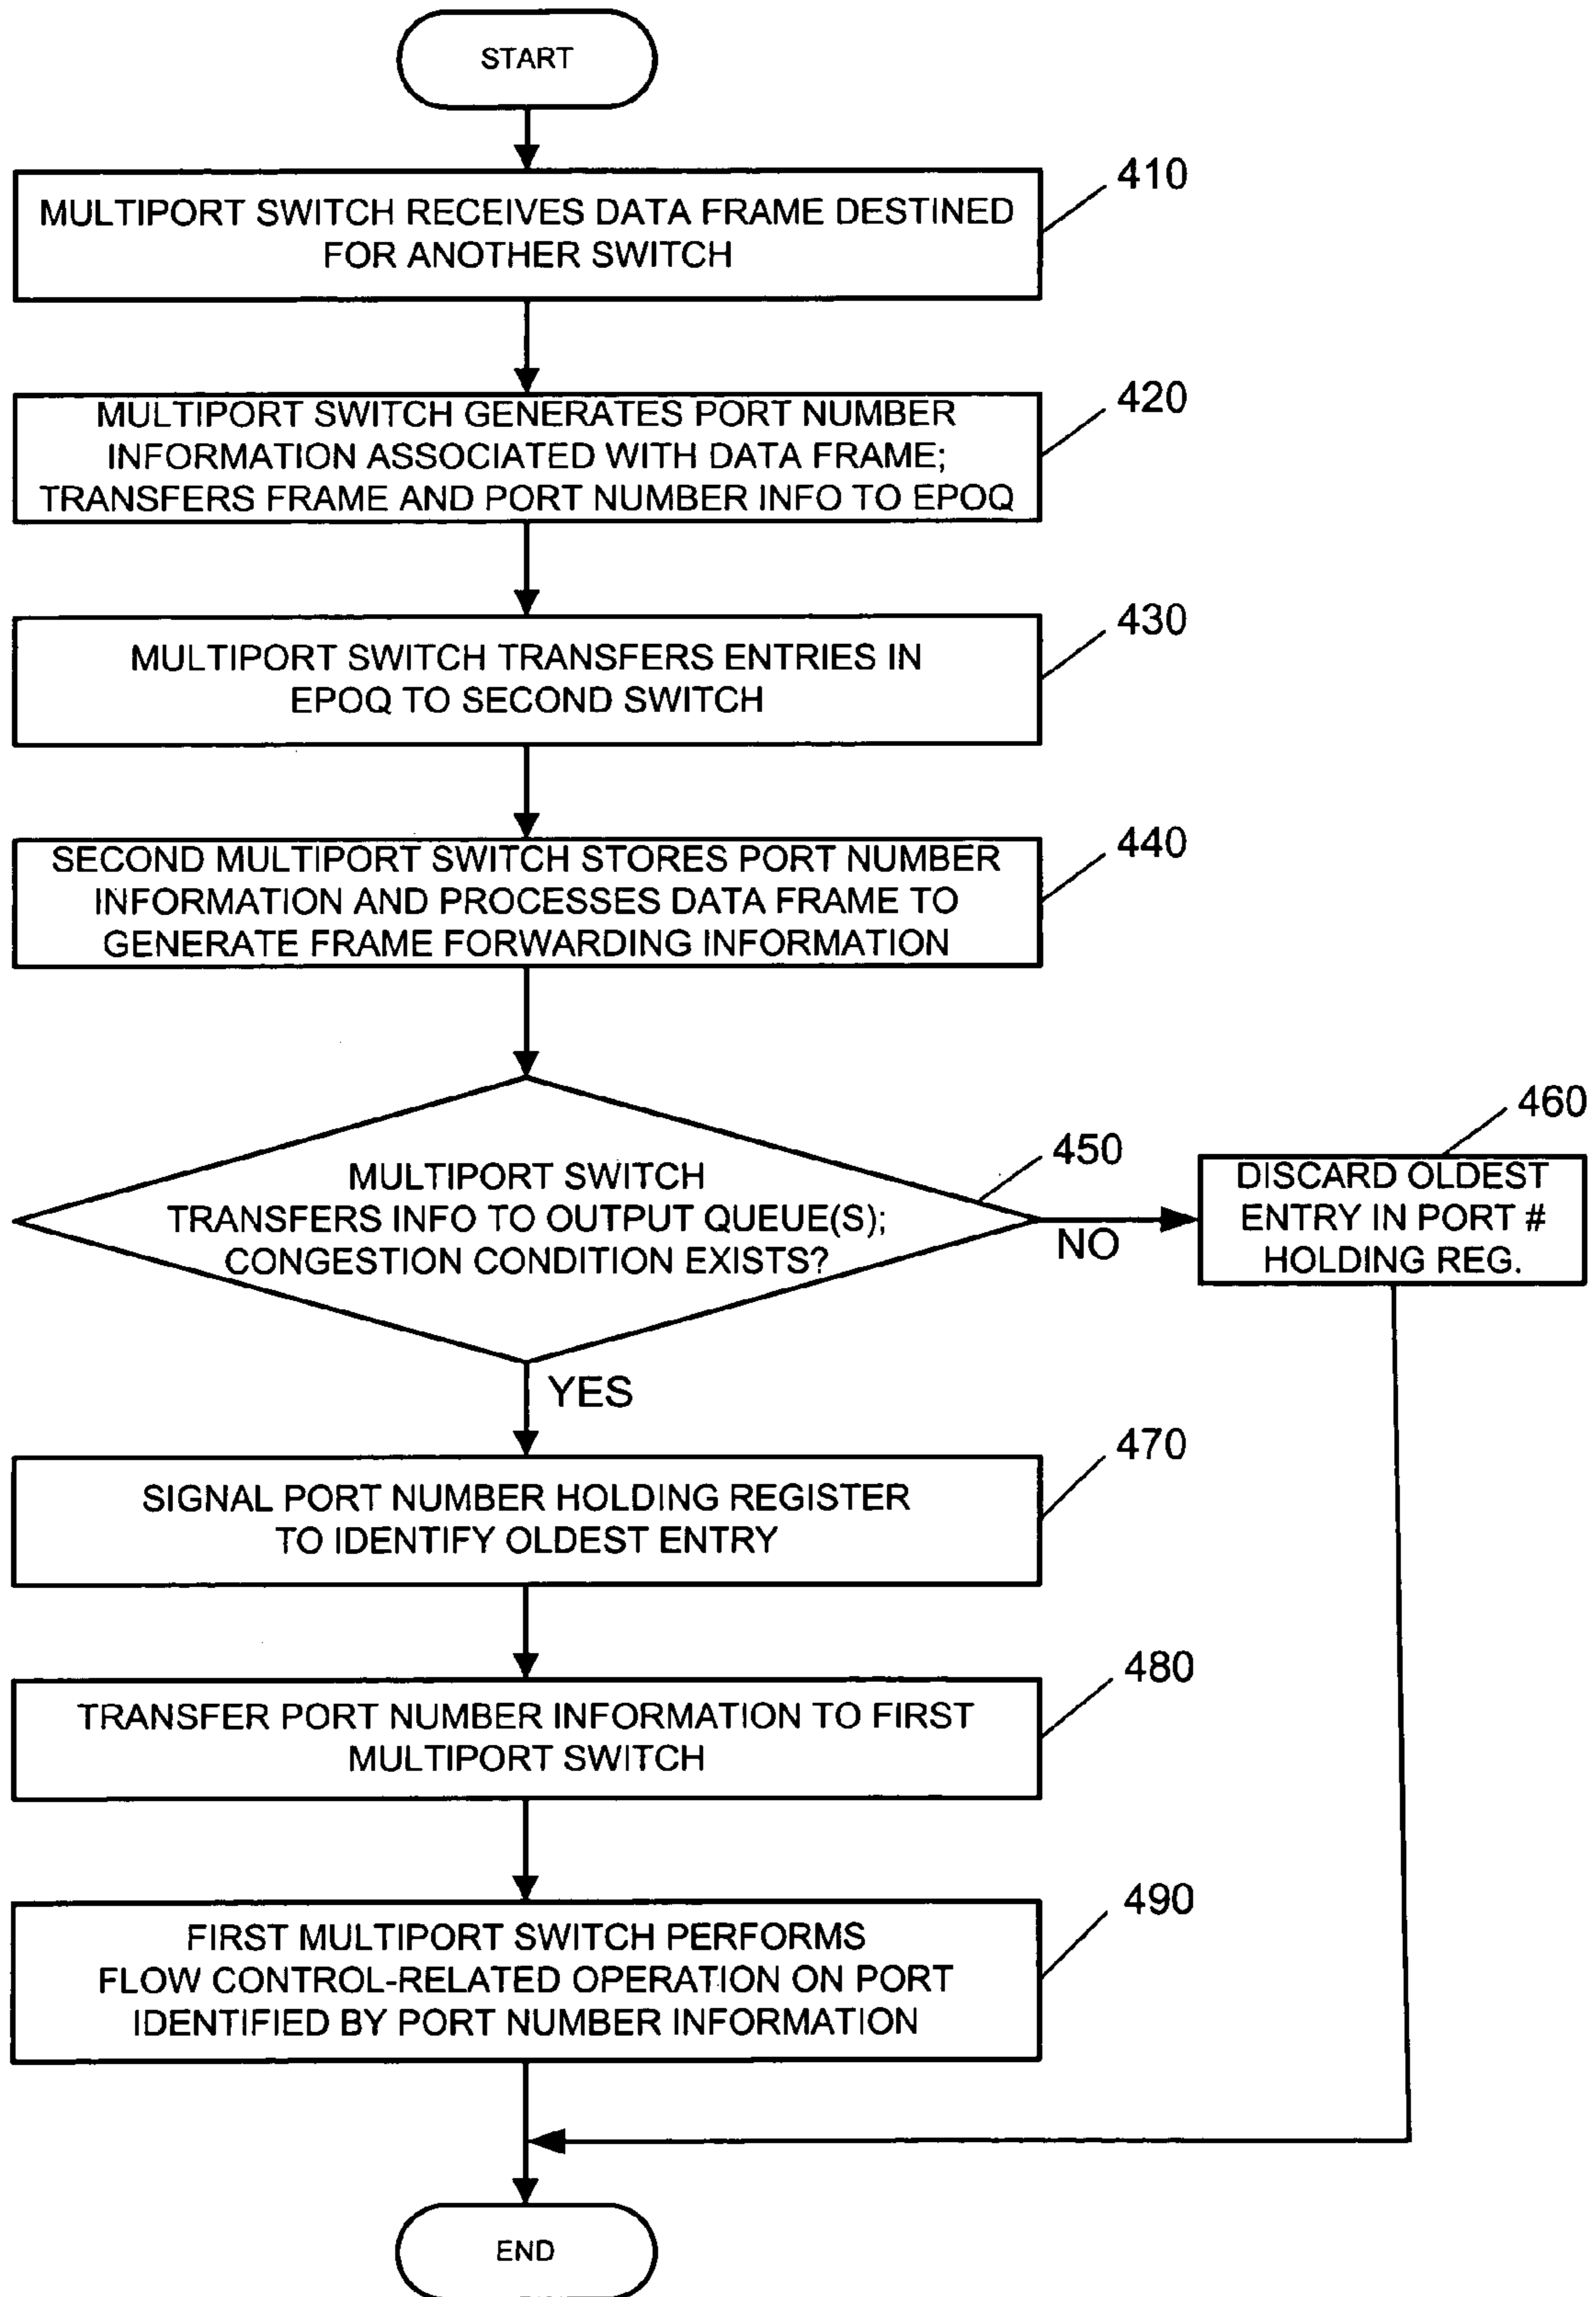 START
410
MULTIPORT SWITCH RECEIVES DATA FRAME DESTINED
FOR ANOTHER SWITCH
420
MULTIPORT SWITCH GENERATES PORT NUMBER
INFORMATION ASSOCIATED WITH DATA FRAME;
TRANSFERS FRAME AND PORT NUMBER INFO TO EPOQ
430
MULTIPORT SWITCH TRANSFERS ENTRIES IN
EPOQ TO SECOND SWITCH
440
SECOND MULTIPORT SWITCH STORES PORT NUMBER
INFORMATION AND PROCESSES DATA FRAME TO
GENERATE FRAME FORWARDING INFORMATION
450
MULTIPORT SWITCH
TRANSFERS INFO TO OUTPUT QUEUE(S);
CONGESTION CONDITION EXISTS?
NO
460
DISCARD OLDEST
ENTRY IN PORT #
HOLDING REG.
YES
470
SIGNAL PORT NUMBER HOLDING REGISTER
TO IDENTIFY OLDEST ENTRY
480
TRANSFER PORT NUMBER INFORMATION TO FIRST
MULTIPORT SWITCH
490
FIRST MULTIPORT SWITCH PERFORMS
FLOW CONTROL-RELATED OPERATION ON PORT
IDENTIFIED BY PORT NUMBER INFORMATION
END